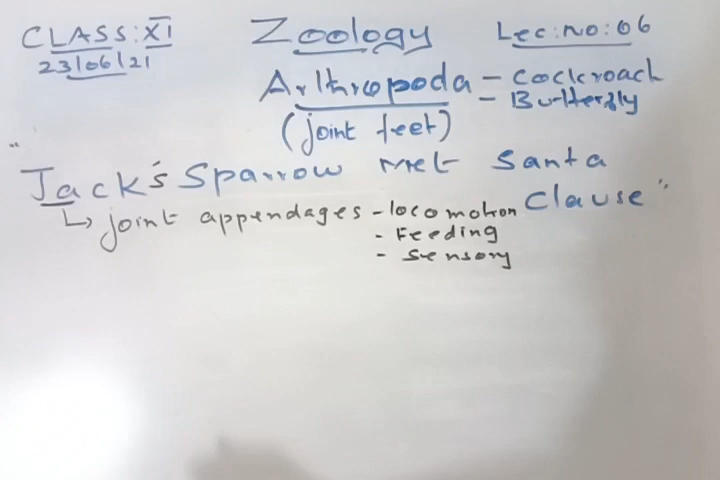 CLASS: XI Zoology Lec:no:06
23/06/21
Arthropoda - cockroach
- Butterfly
(joint feet)
"Jack's Sparrow met Santa
Clause"
↳ joint appendages - locomotion
- Feeding
- sensory